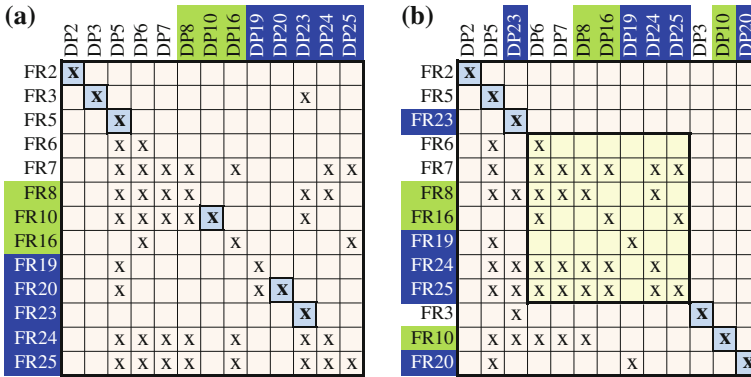 (a)
DP2 DP3 DP5 DP6 DP7 DP8 DP10 DP16 DP19 DP20 DP23 DP24 DP25
FR2 x
FR3 x x
FR5 x
FR6 x x
FR7 x x x x x x x
FR8 x x x x x x
FR10 x x x x x x
FR16 x x x
FR19 x x
FR20 x x x
FR23 x
FR24 x x x x x x x
FR25 x x x x x x x x
(b)
DP2 DP5 DP23 DP6 DP7 DP8 DP16 DP19 DP24 DP25 DP3 DP10 DP20
FR2 x
FR5 x
FR23 x
FR6 x x
FR7 x x x x x x x
FR8 x x x x x x
FR16 x x x
FR19 x x
FR24 x x x x x x x
FR25 x x x x x x x x
FR3 x x
FR10 x x x x x x
FR20 x x x